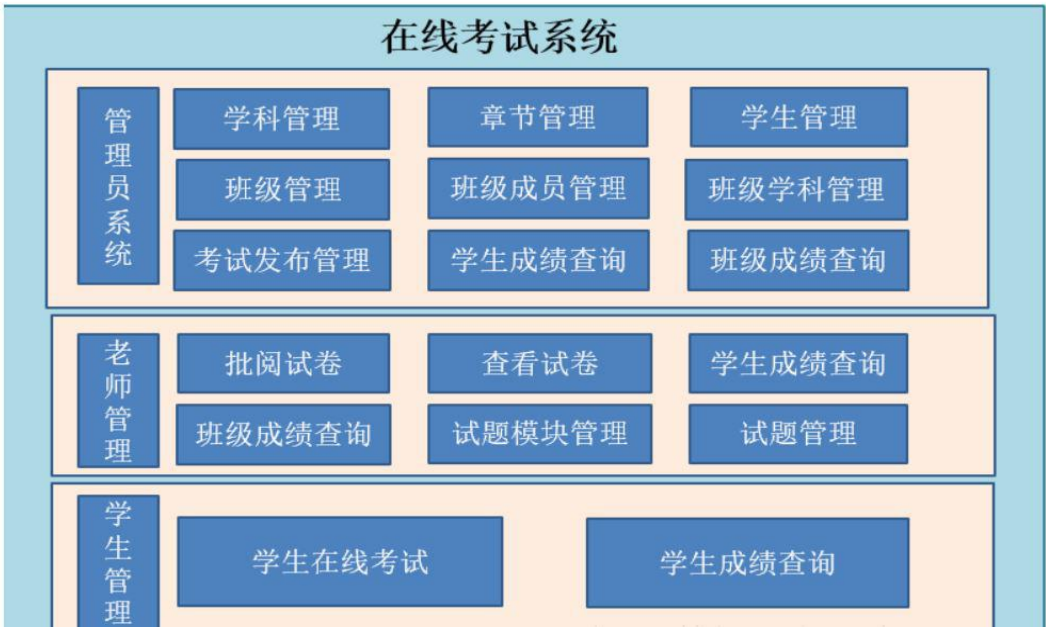 在线考试系统
管理员系统
学科管理 章节管理 学生管理
班级管理 班级成员管理 班级学科管理
考试发布管理 学生成绩查询 班级成绩查询
老师管理
批阅试卷 查看试卷 学生成绩查询
班级成绩查询 试题模块管理 试题管理
学生管理
学生在线考试 学生成绩查询